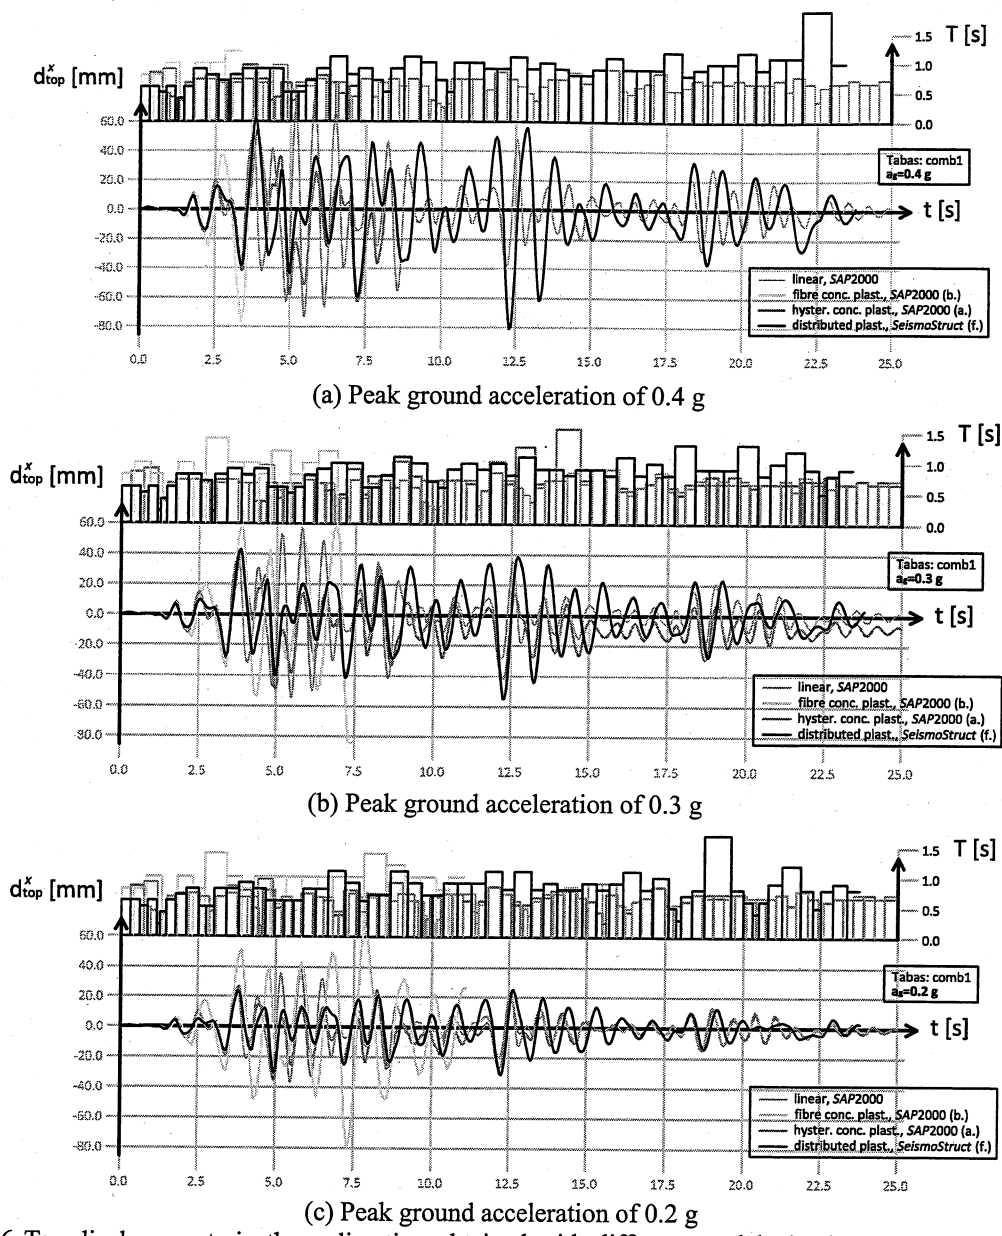 1.5 T [s]
d^x_top [mm]
1.0
0.5
60.0
0.0
40.0
Tabas: comb1
a_g=0.4 g
20.0
0.0
t [s]
-20.0
-40.0
linear, SAP2000
-60.0
fibre conc. plast., SAP2000 (b.)
hyster. conc. plast., SAP2000 (a.)
-80.0
distributed plast., SeismoStruct (f.)
0.0 2.5 5.0 7.5 10.0 12.5 15.0 17.5 20.0 22.5 25.0
(a) Peak ground acceleration of 0.4 g
1.5 T [s]
d^x_top [mm]
1.0
0.5
60.0
0.0
40.0
Tabas: comb1
a_g=0.3 g
20.0
0.0
t [s]
-20.0
-40.0
linear, SAP2000
-60.0
fibre conc. plast., SAP2000 (b.)
hyster. conc. plast., SAP2000 (a.)
-80.0
distributed plast., SeismoStruct (f.)
0.0 2.5 5.0 7.5 10.0 12.5 15.0 17.5 20.0 22.5 25.0
(b) Peak ground acceleration of 0.3 g
1.5 T [s]
d^x_top [mm]
1.0
0.5
60.0
0.0
40.0
Tabas: comb1
a_g=0.2 g
20.0
0.0
t [s]
-20.0
-40.0
linear, SAP2000
-60.0
fibre conc. plast., SAP2000 (b.)
hyster. conc. plast., SAP2000 (a.)
-80.0
distributed plast., SeismoStruct (f.)
0.0 2.5 5.0 7.5 10.0 12.5 15.0 17.5 20.0 22.5 25.0
(c) Peak ground acceleration of 0.2 g